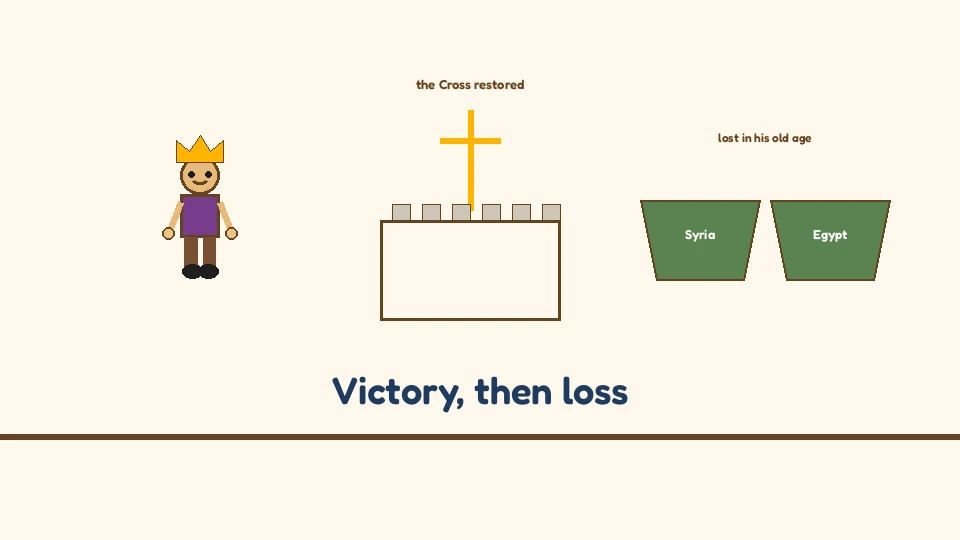 the Cross restored
lost in his old age
Syria
Egypt
Victory, then loss